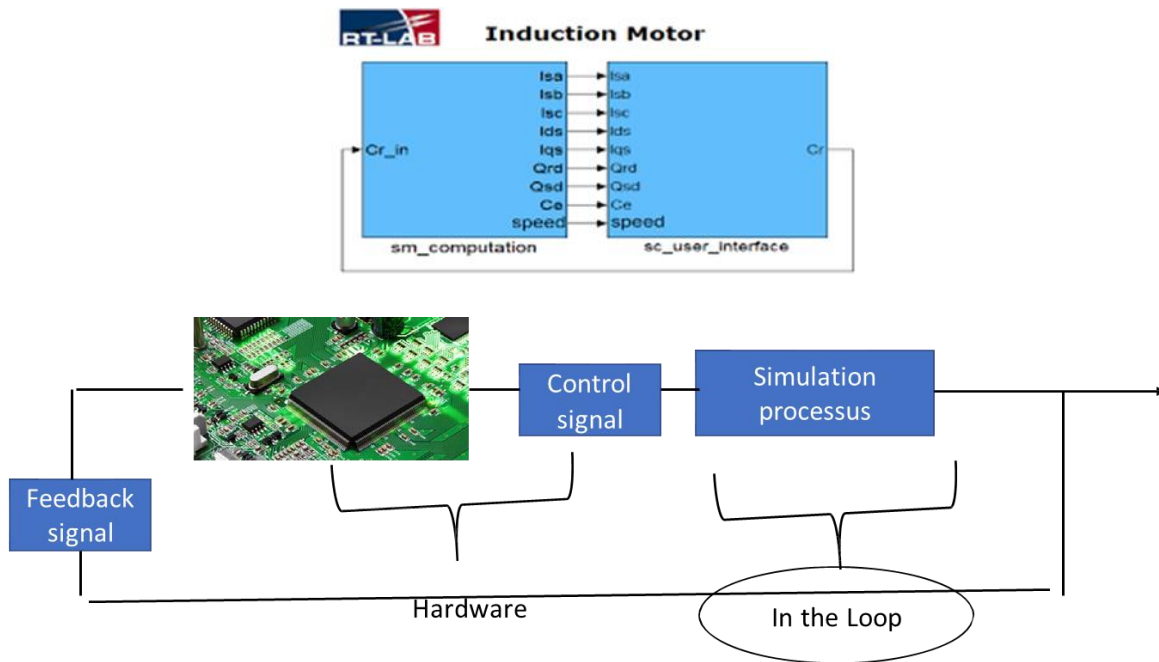 RT-LAB
Induction Motor
Isa
Isb
Isc
Ids
Cr_in
Iqs
Qrd
Qsd
Ce
speed
Isa
Isb
Isc
Ids
Iqs
Cr
Qrd
Qsd
Ce
speed
sm_computation
sc_user_interface
Control
signal
Simulation
processus
Feedback
signal
Hardware
In the Loop